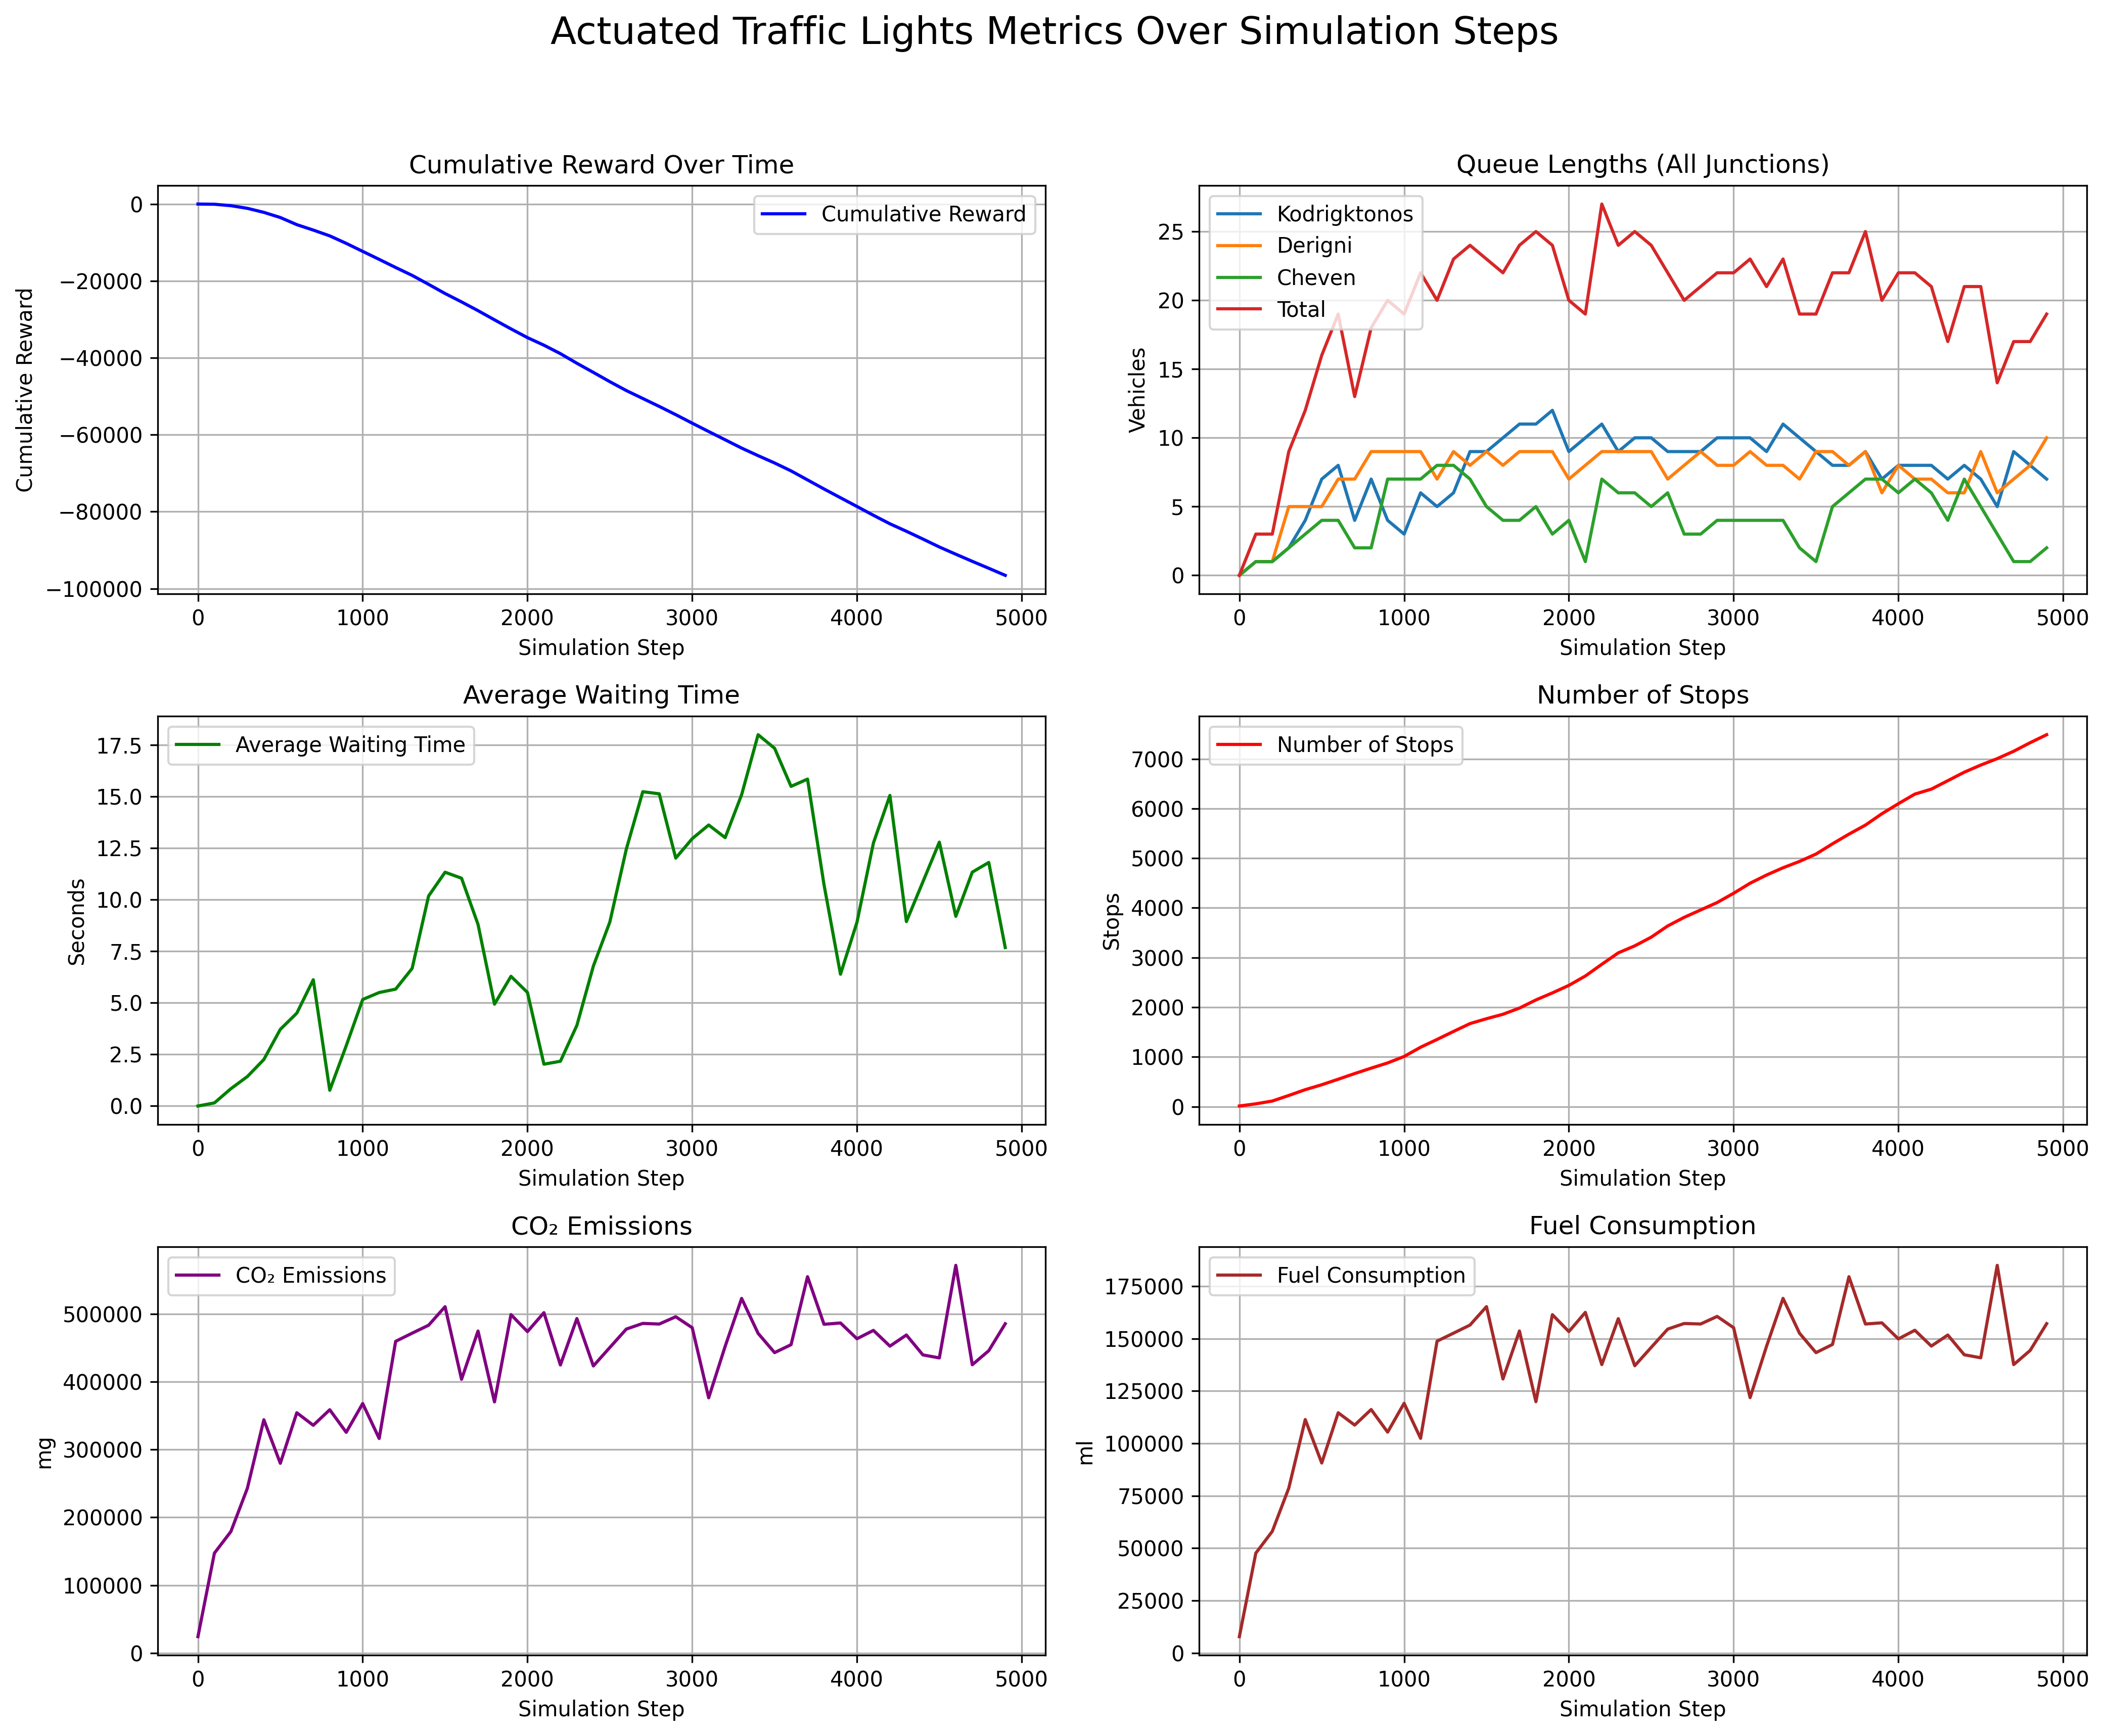 Actuated Traffic Lights Metrics Over Simulation Steps
Cumulative Reward Over Time
Cumulative Reward
0
−20000
−40000
−60000
−80000
−100000
Cumulative Reward
0 1000 2000 3000 4000 5000
Simulation Step
Queue Lengths (All Junctions)
Kodrigktonos
Derigni
Cheven
Total
25
20
15
10
5
0
Vehicles
0 1000 2000 3000 4000 5000
Simulation Step
Average Waiting Time
Average Waiting Time
17.5
15.0
12.5
10.0
7.5
5.0
2.5
0.0
Seconds
0 1000 2000 3000 4000 5000
Simulation Step
Number of Stops
Number of Stops
7000
6000
5000
4000
3000
2000
1000
0
Stops
0 1000 2000 3000 4000 5000
Simulation Step
CO₂ Emissions
CO₂ Emissions
500000
400000
300000
200000
100000
0
mg
0 1000 2000 3000 4000 5000
Simulation Step
Fuel Consumption
Fuel Consumption
175000
150000
125000
100000
75000
50000
25000
0
ml
0 1000 2000 3000 4000 5000
Simulation Step